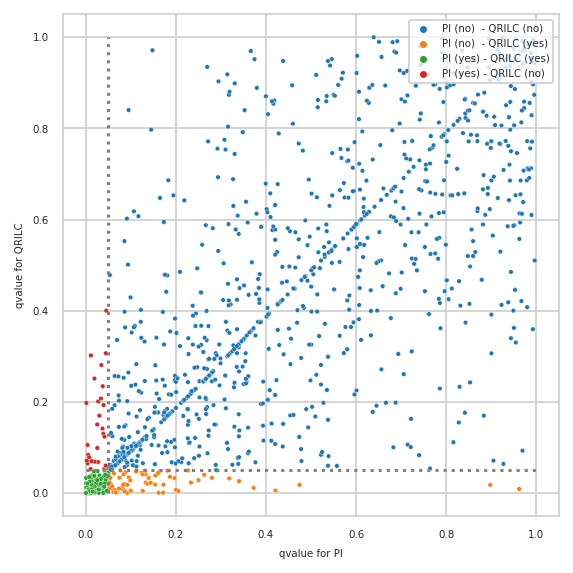 PI (no)  - QRILC (no)
PI (no)  - QRILC (yes)
PI (yes) - QRILC (yes)
PI (yes) - QRILC (no)
1.0
0.8
0.6
0.4
0.2
0.0
qvalue for QRILC
0.0 0.2 0.4 0.6 0.8 1.0
qvalue for PI